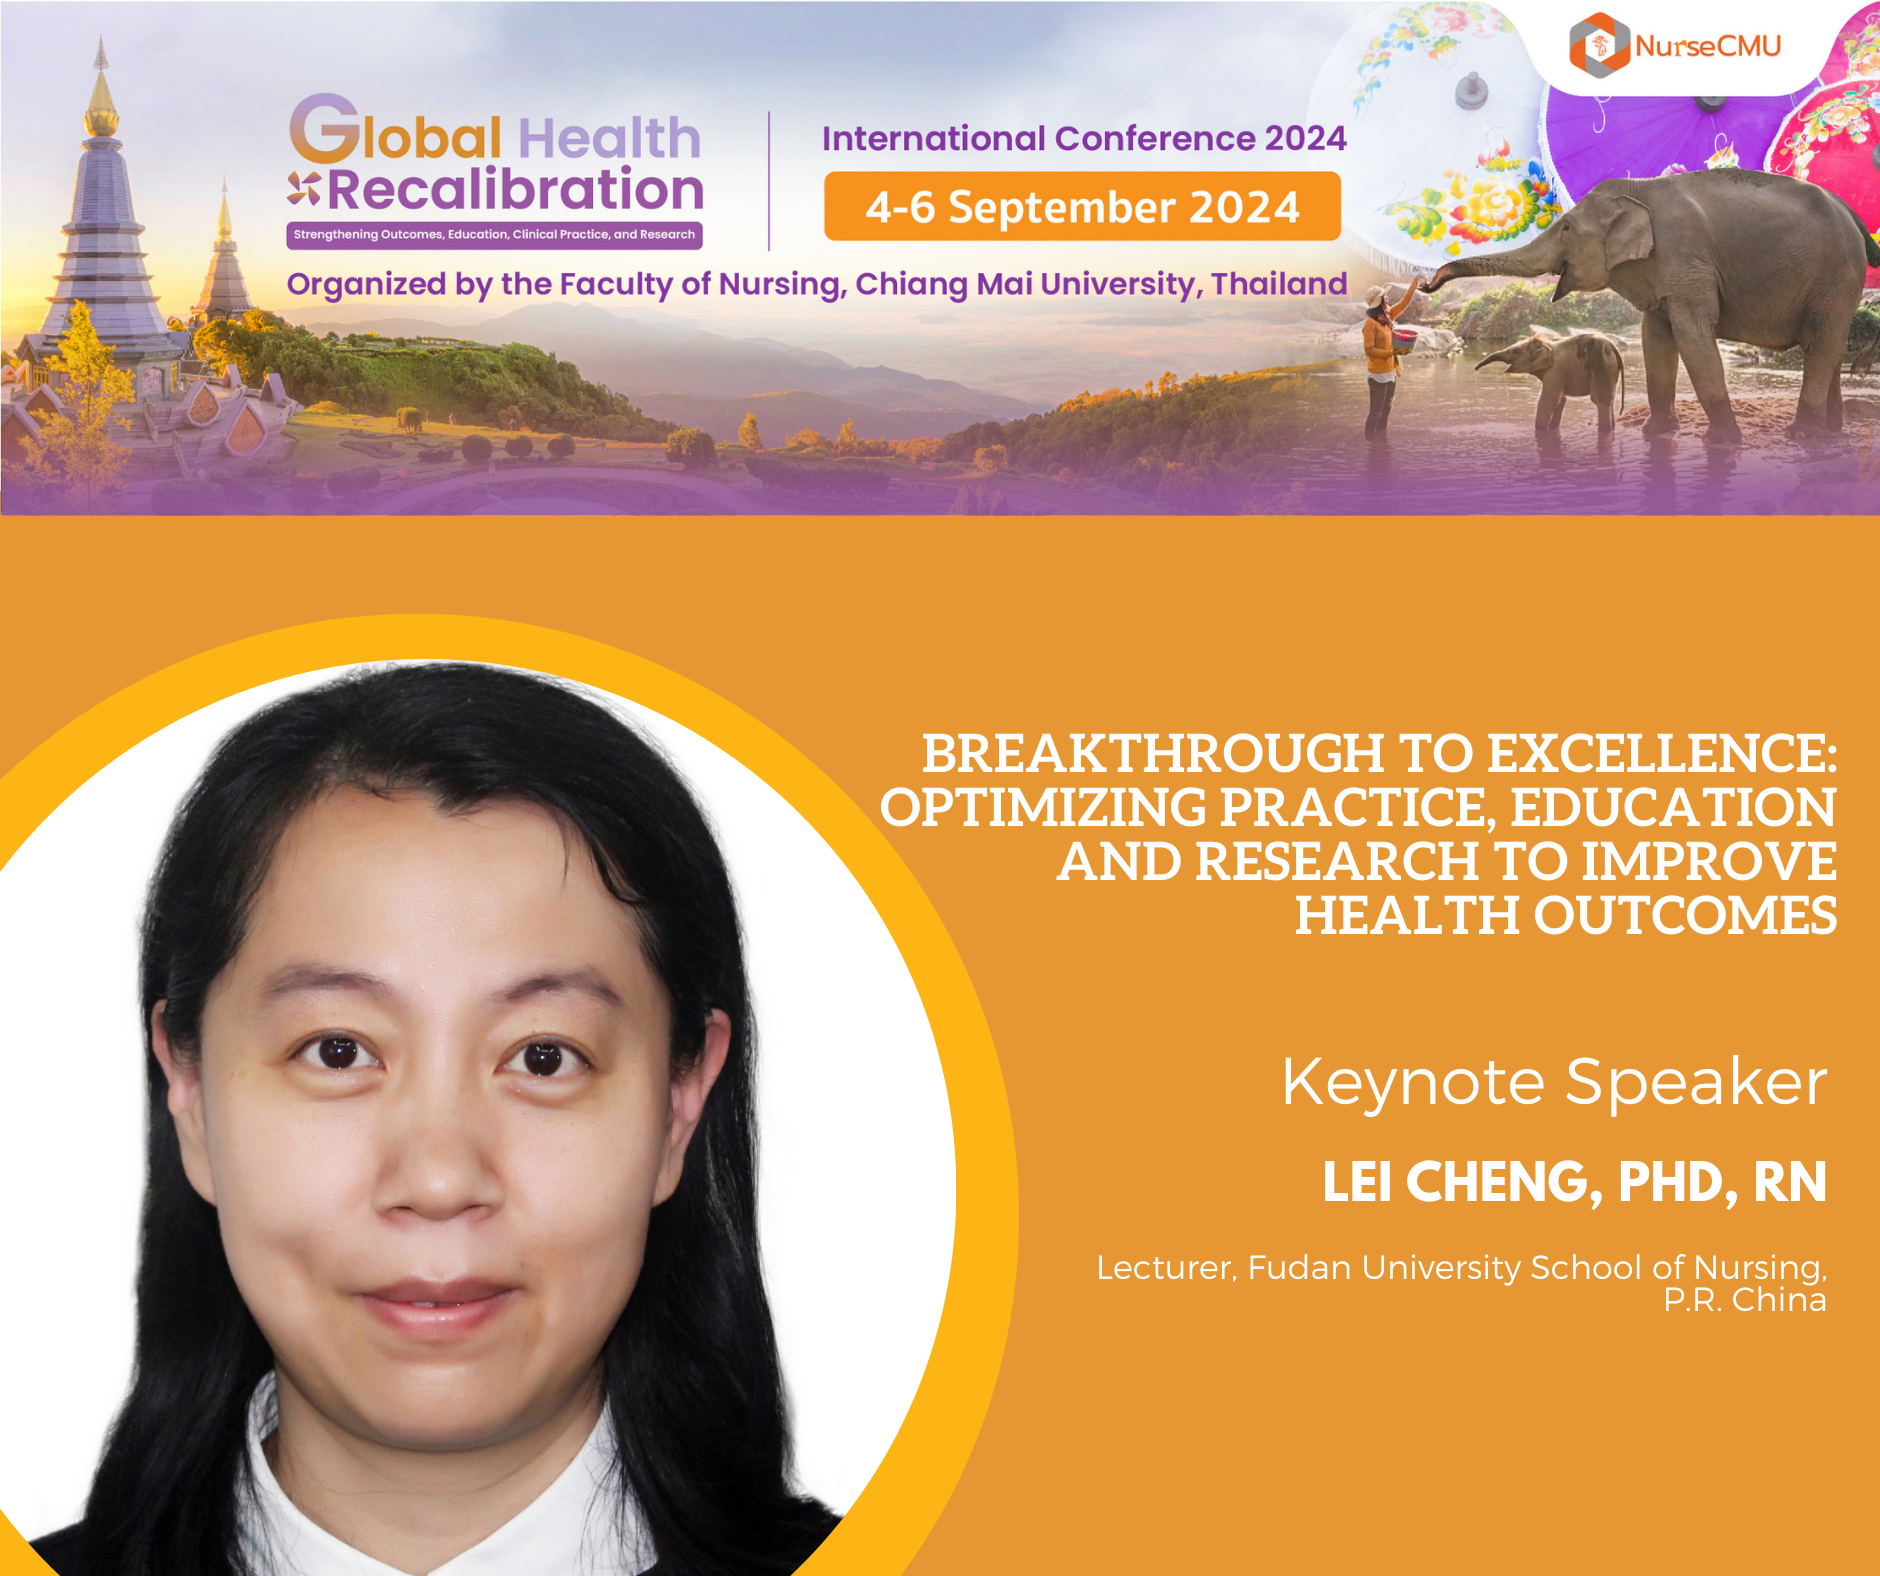 NurseCMU
Global Health
Recalibration
Strengthening Outcomes, Education, Clinical Practice, and Research
International Conference 2024
4-6 September 2024
Organized by the Faculty of Nursing, Chiang Mai University, Thailand
BREAKTHROUGH TO EXCELLENCE:
OPTIMIZING PRACTICE, EDUCATION
AND RESEARCH TO IMPROVE
HEALTH OUTCOMES
Keynote Speaker
LEI CHENG, PHD, RN
Lecturer, Fudan University School of Nursing,
P.R. China